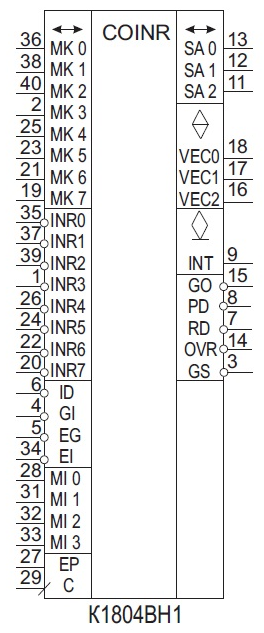 COINR
36 MK 0
38 MK 1
40 MK 2
2 MK 3
25 MK 4
23 MK 5
21 MK 6
19 MK 7
35 INR0
37 INR1
39 INR2
1 INR3
26 INR4
24 INR5
22 INR6
20 INR7
6 ID
4 GI
5 EG
34 EI
28 MI 0
31 MI 1
32 MI 2
33 MI 3
27 EP
29 C
SA 0 13
SA 1 12
SA 2 11
VEC0 18
VEC1 17
VEC2 16
INT 9
GO 15
PD 8
RD 7
OVR 14
GS 3
К1804ВН1